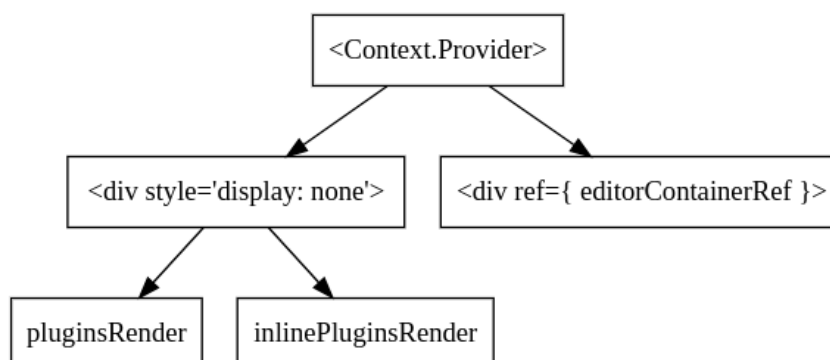 <Context.Provider>
<div style='display: none'>
<div ref={ editorContainerRef }>
pluginsRender
inlinePluginsRender